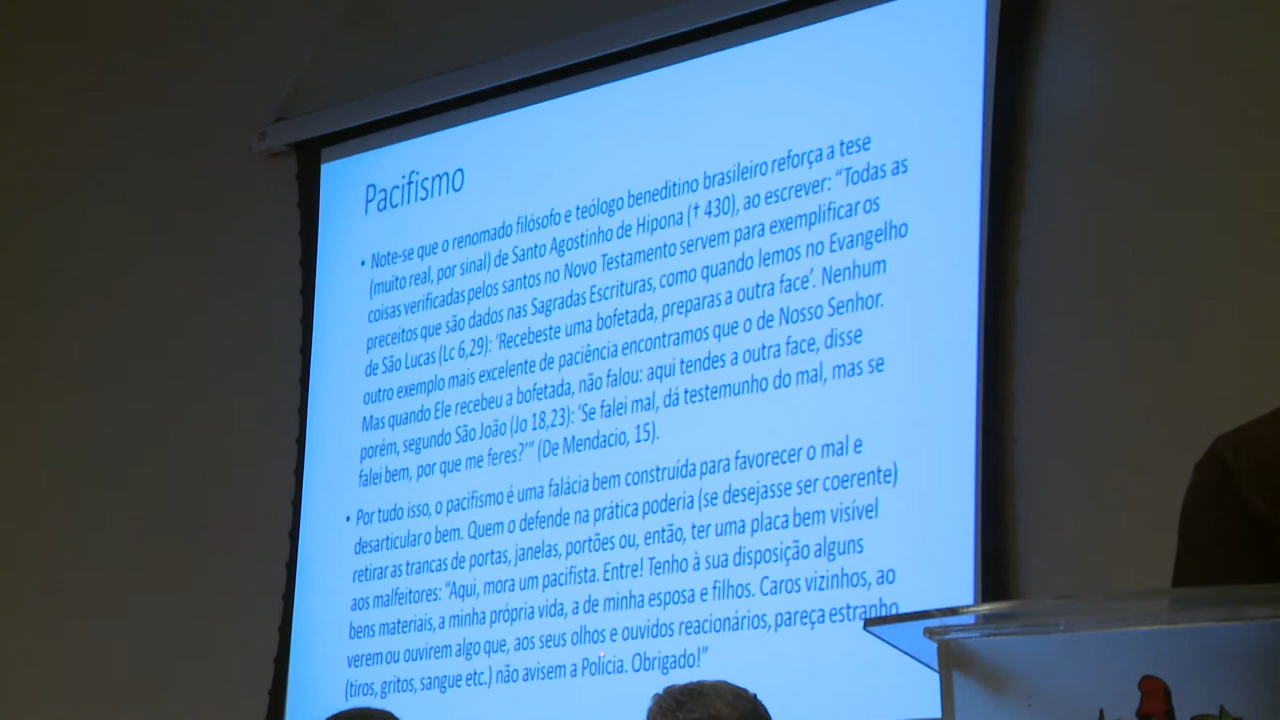 Pacifismo
• Note-se que o renomado filósofo e teólogo beneditino brasileiro reforça a tese
(muito real, por sinal) de Santo Agostinho de Hipona († 430), ao escrever: “Todas as
coisas verificadas pelos santos no Novo Testamento servem para exemplificar os
preceitos que são dados nas Sagradas Escrituras, como quando lemos no Evangelho
de São Lucas (Lc 6,29): ‘Recebeste uma bofetada, preparas a outra face’. Nenhum
outro exemplo mais excelente de paciência encontramos que o de Nosso Senhor.
Mas quando Ele recebeu a bofetada, não falou: aqui tendes a outra face, disse
porém, segundo São João (Jo 18,23): ‘Se falei mal, dá testemunho do mal, mas se
falei bem, por que me feres?’” (De Mendacio, 15).
• Por tudo isso, o pacifismo é uma falácia bem construída para favorecer o mal e
desarticular o bem. Quem o defende na prática poderia (se desejasse ser coerente)
retirar as trancas de portas, janelas, portões ou, então, ter uma placa bem visível
aos malfeitores: “Aqui, mora um pacifista. Entre! Tenho à sua disposição alguns
bens materiais, a minha própria vida, a de minha esposa e filhos. Caros vizinhos, ao
verem ou ouvirem algo que, aos seus olhos e ouvidos reacionários, pareça estranho
(tiros, gritos, sangue etc.) não avisem a Polícia. Obrigado!”